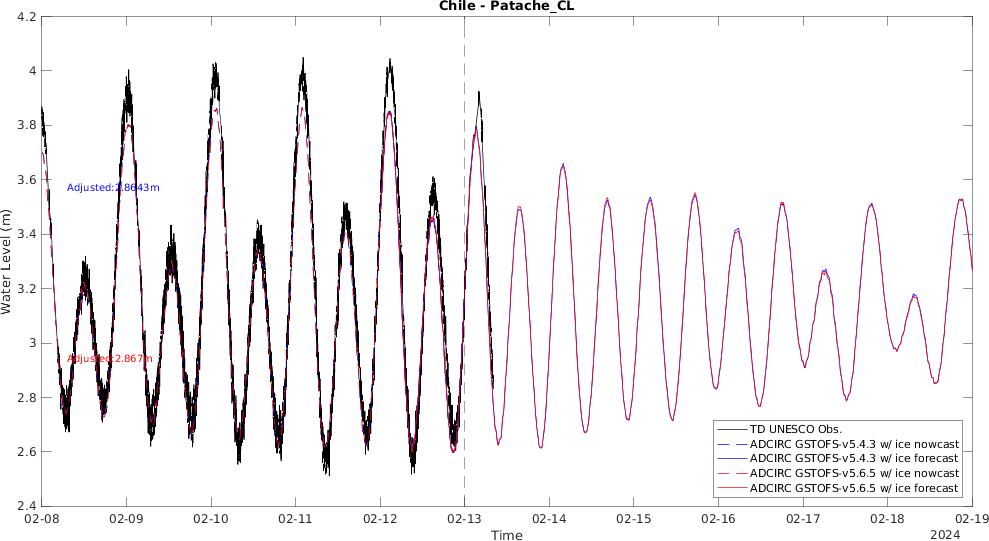 Chile - Patache_CL
4.2
4
3.8
3.6
3.4
3.2
3
2.8
2.6
2.4
Water Level (m)
Adjusted:2.8643m
Adjusted:2.867m
TD UNESCO Obs.
ADCIRC GSTOFS-v5.4.3 w/ ice nowcast
ADCIRC GSTOFS-v5.4.3 w/ ice forecast
ADCIRC GSTOFS-v5.6.5 w/ ice nowcast
ADCIRC GSTOFS-v5.6.5 w/ ice forecast
02-08 02-09 02-10 02-11 02-12 02-13 02-14 02-15 02-16 02-17 02-18 02-19
Time
2024